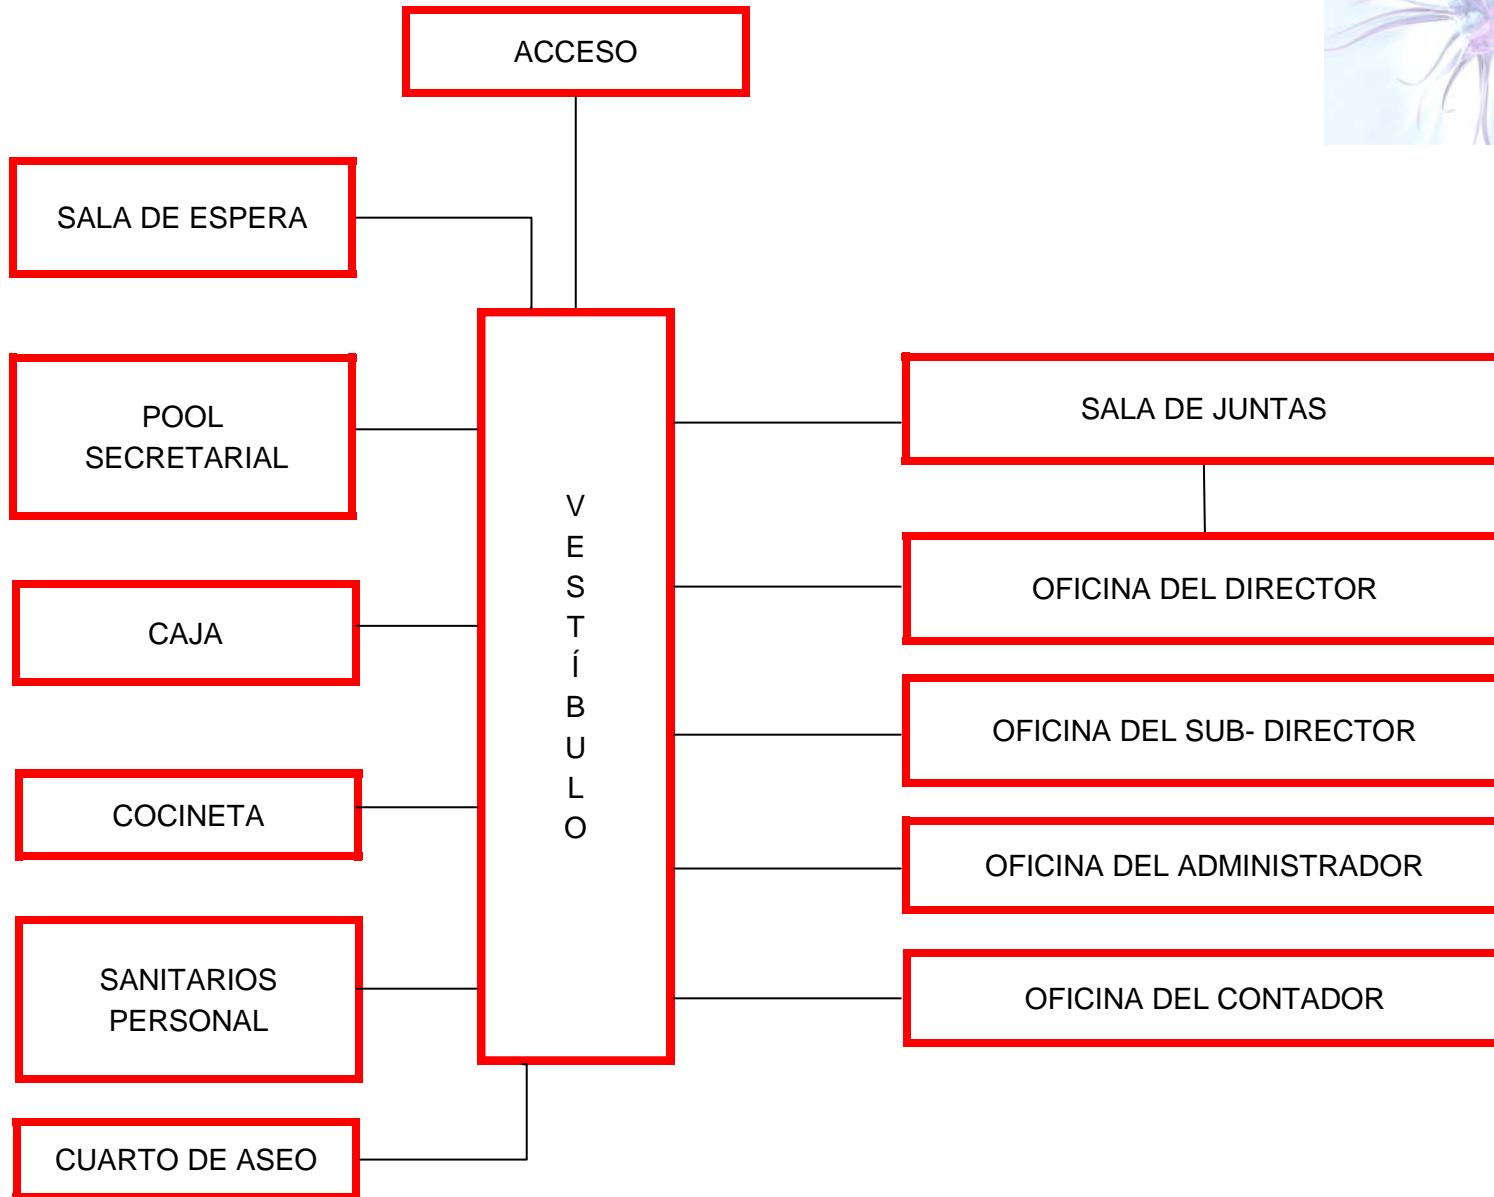 ACCESO
SALA DE ESPERA
POOL
SECRETARIAL
CAJA
COCINETA
SANITARIOS
PERSONAL
CUARTO DE ASEO
V
E
S
T
Í
B
U
L
O
SALA DE JUNTAS
OFICINA DEL DIRECTOR
OFICINA DEL SUB- DIRECTOR
OFICINA DEL ADMINISTRADOR
OFICINA DEL CONTADOR